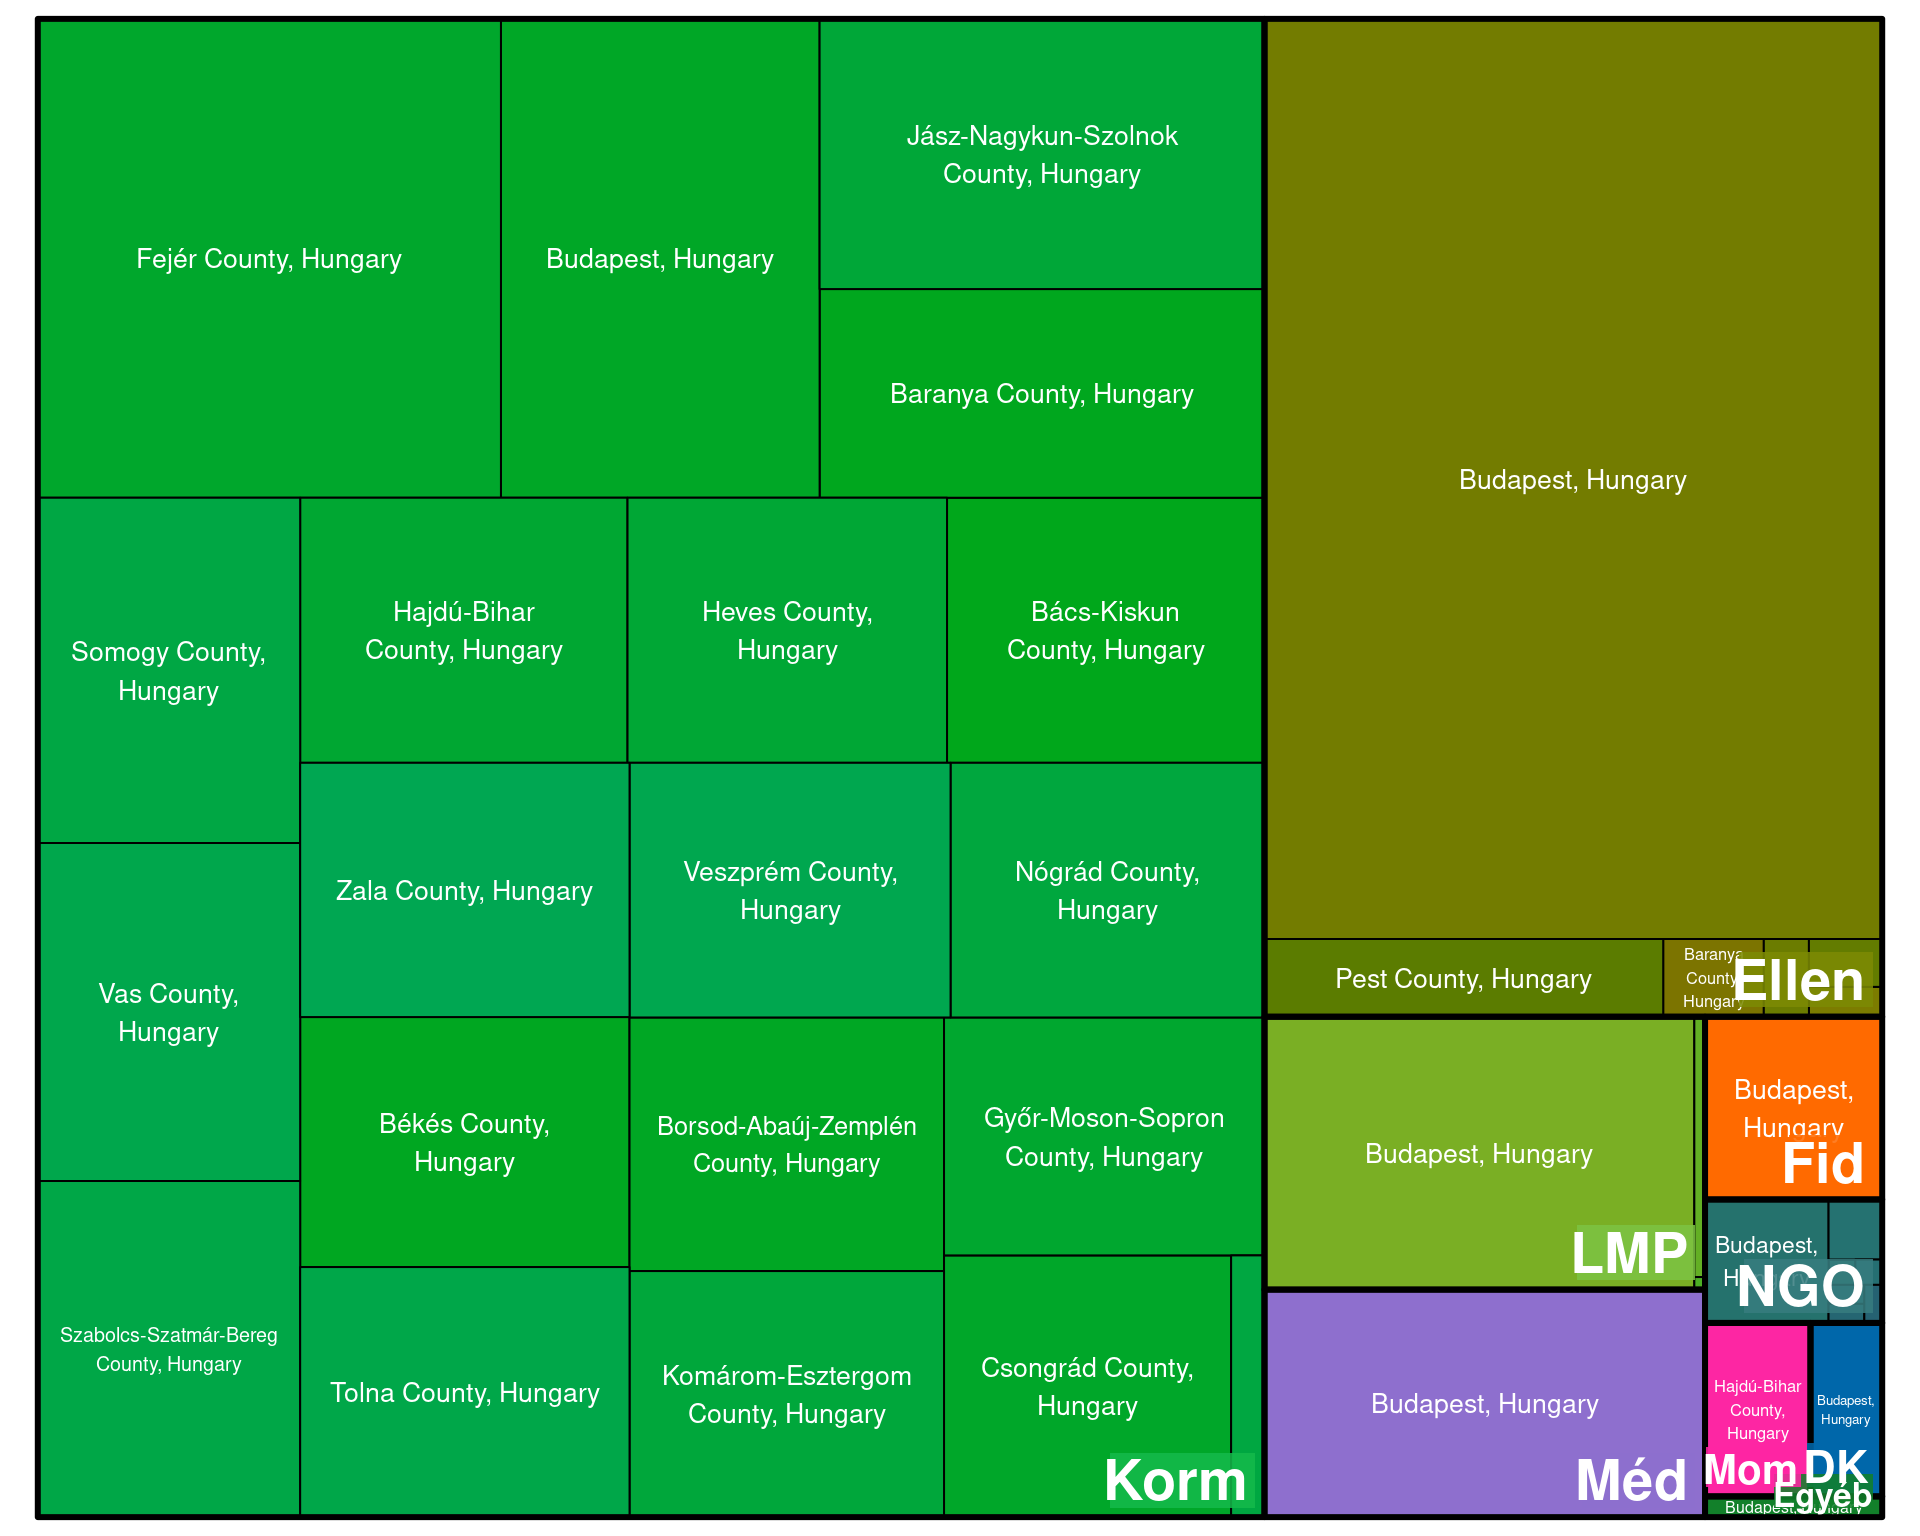 Fejér County, Hungary
Budapest, Hungary
Jász-Nagykun-Szolnok
County, Hungary
Baranya County, Hungary
Somogy County,
Hungary
Hajdú-Bihar
County, Hungary
Heves County,
Hungary
Bács-Kiskun
County, Hungary
Vas County,
Hungary
Zala County, Hungary
Veszprém County,
Hungary
Nógrád County,
Hungary
Szabolcs-Szatmár-Bereg
County, Hungary
Békés County,
Hungary
Borsod-Abaúj-Zemplén
County, Hungary
Győr-Moson-Sopron
County, Hungary
Tolna County, Hungary
Komárom-Esztergom
County, Hungary
Csongrád County,
Hungary
Korm
Budapest, Hungary
Pest County, Hungary
Baranya
County,
Hungary
Ellen
Budapest, Hungary
LMP
Budapest, Hungary
Méd
Budapest,
Hungary
Fid
Budapest,
Hungary
NGO
Hajdú-Bihar
County,
Hungary
Mom
Budapest,
Hungary
DK
Budapest, Hungary
Egyéb